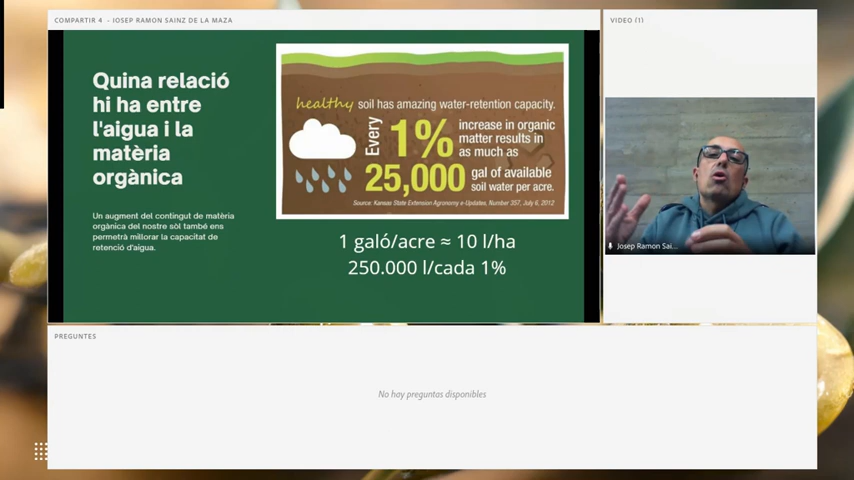 COMPARTIR 4 - JOSEP RAMON SAINZ DE LA MAZA
VIDEO (1)
Quina relació
hi ha entre
l'aigua i la
matèria
orgànica
Un augment del contingut de matèria
orgànica del nostre sòl també ens
permetrà millorar la capacitat de
retenció d'aigua.
healthy soil has amazing water-retention capacity.
Every 1% increase in organic
matter results in
as much as
25,000 gal of available
soil water per acre.
Source: Kansas State Extension Agronomy e-Updates, Number 357, July 6, 2012
1 galó/acre ≈ 10 l/ha
250.000 l/cada 1%
Josep Ramon Sai...
PREGUNTES
No hay preguntas disponibles